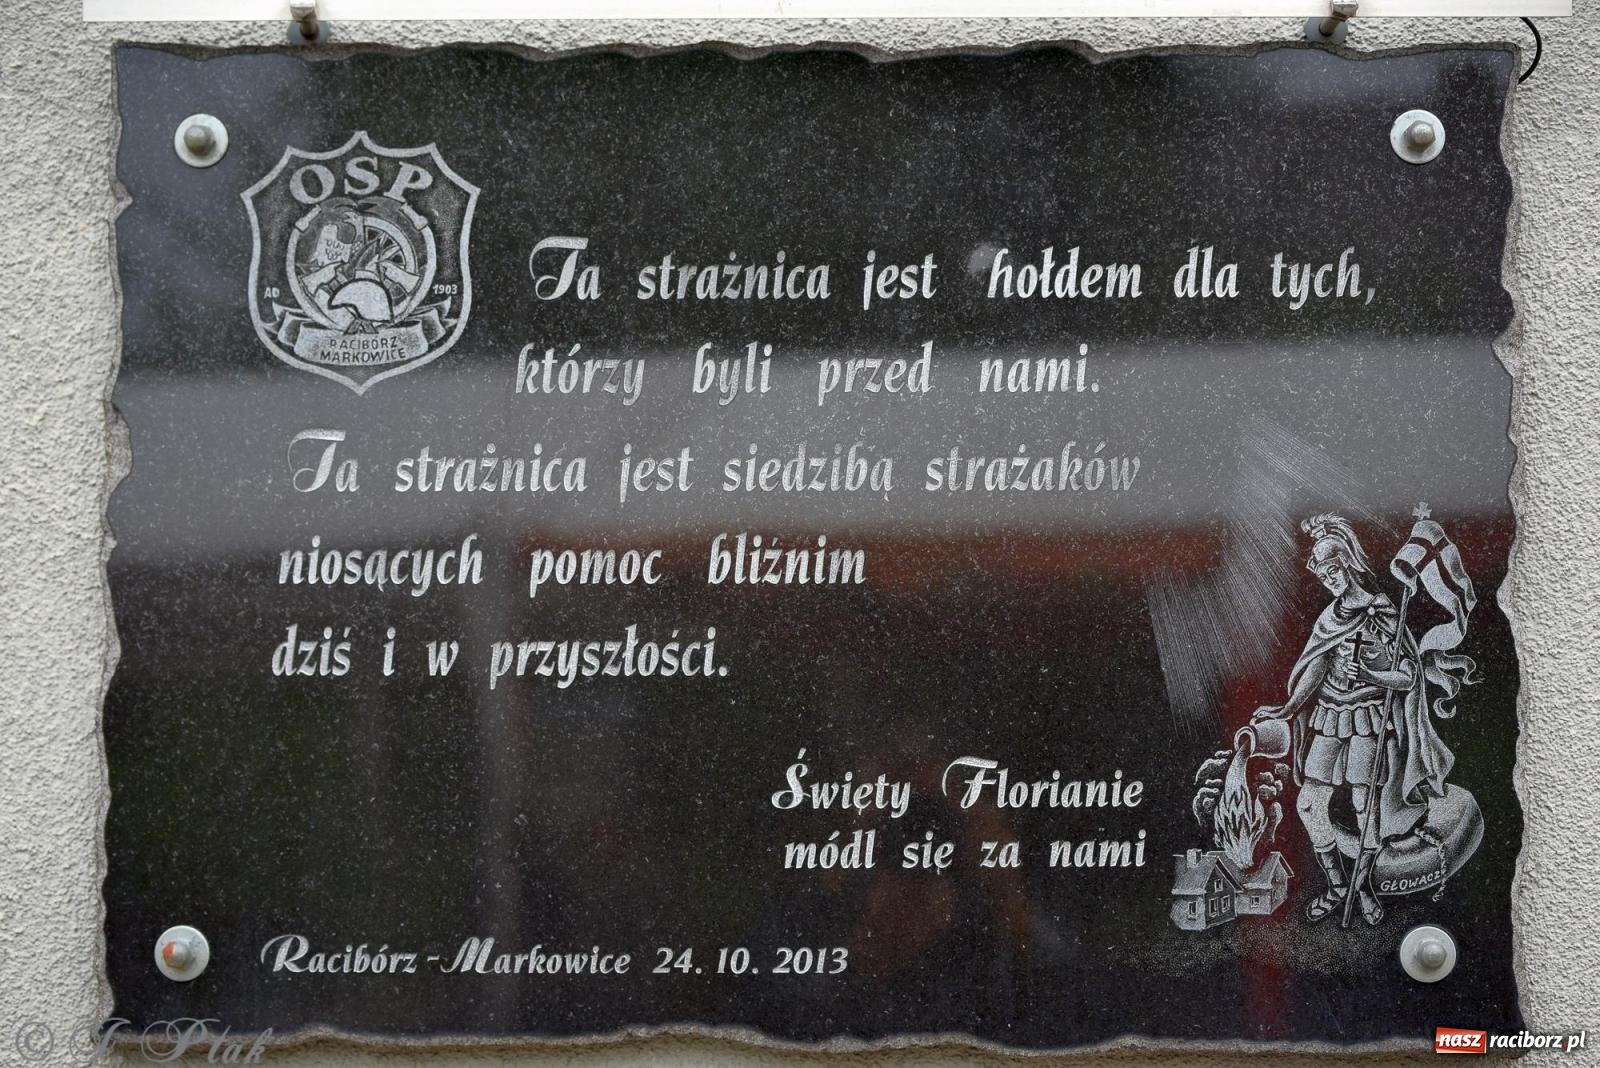 OSP
AD 1903
RACIBÓRZ
MARKOWICE
Ta strażnica jest hołdem dla tych,
którzy byli przed nami.
Ta strażnica jest siedzibą strażaków
niosących pomoc bliźnim
dziś i w przyszłości.
Święty Florianie
módl się za nami
GŁOWACZ
Racibórz-Markowice 24. 10. 2013
© J. Ptak
nasz raciborz.pl